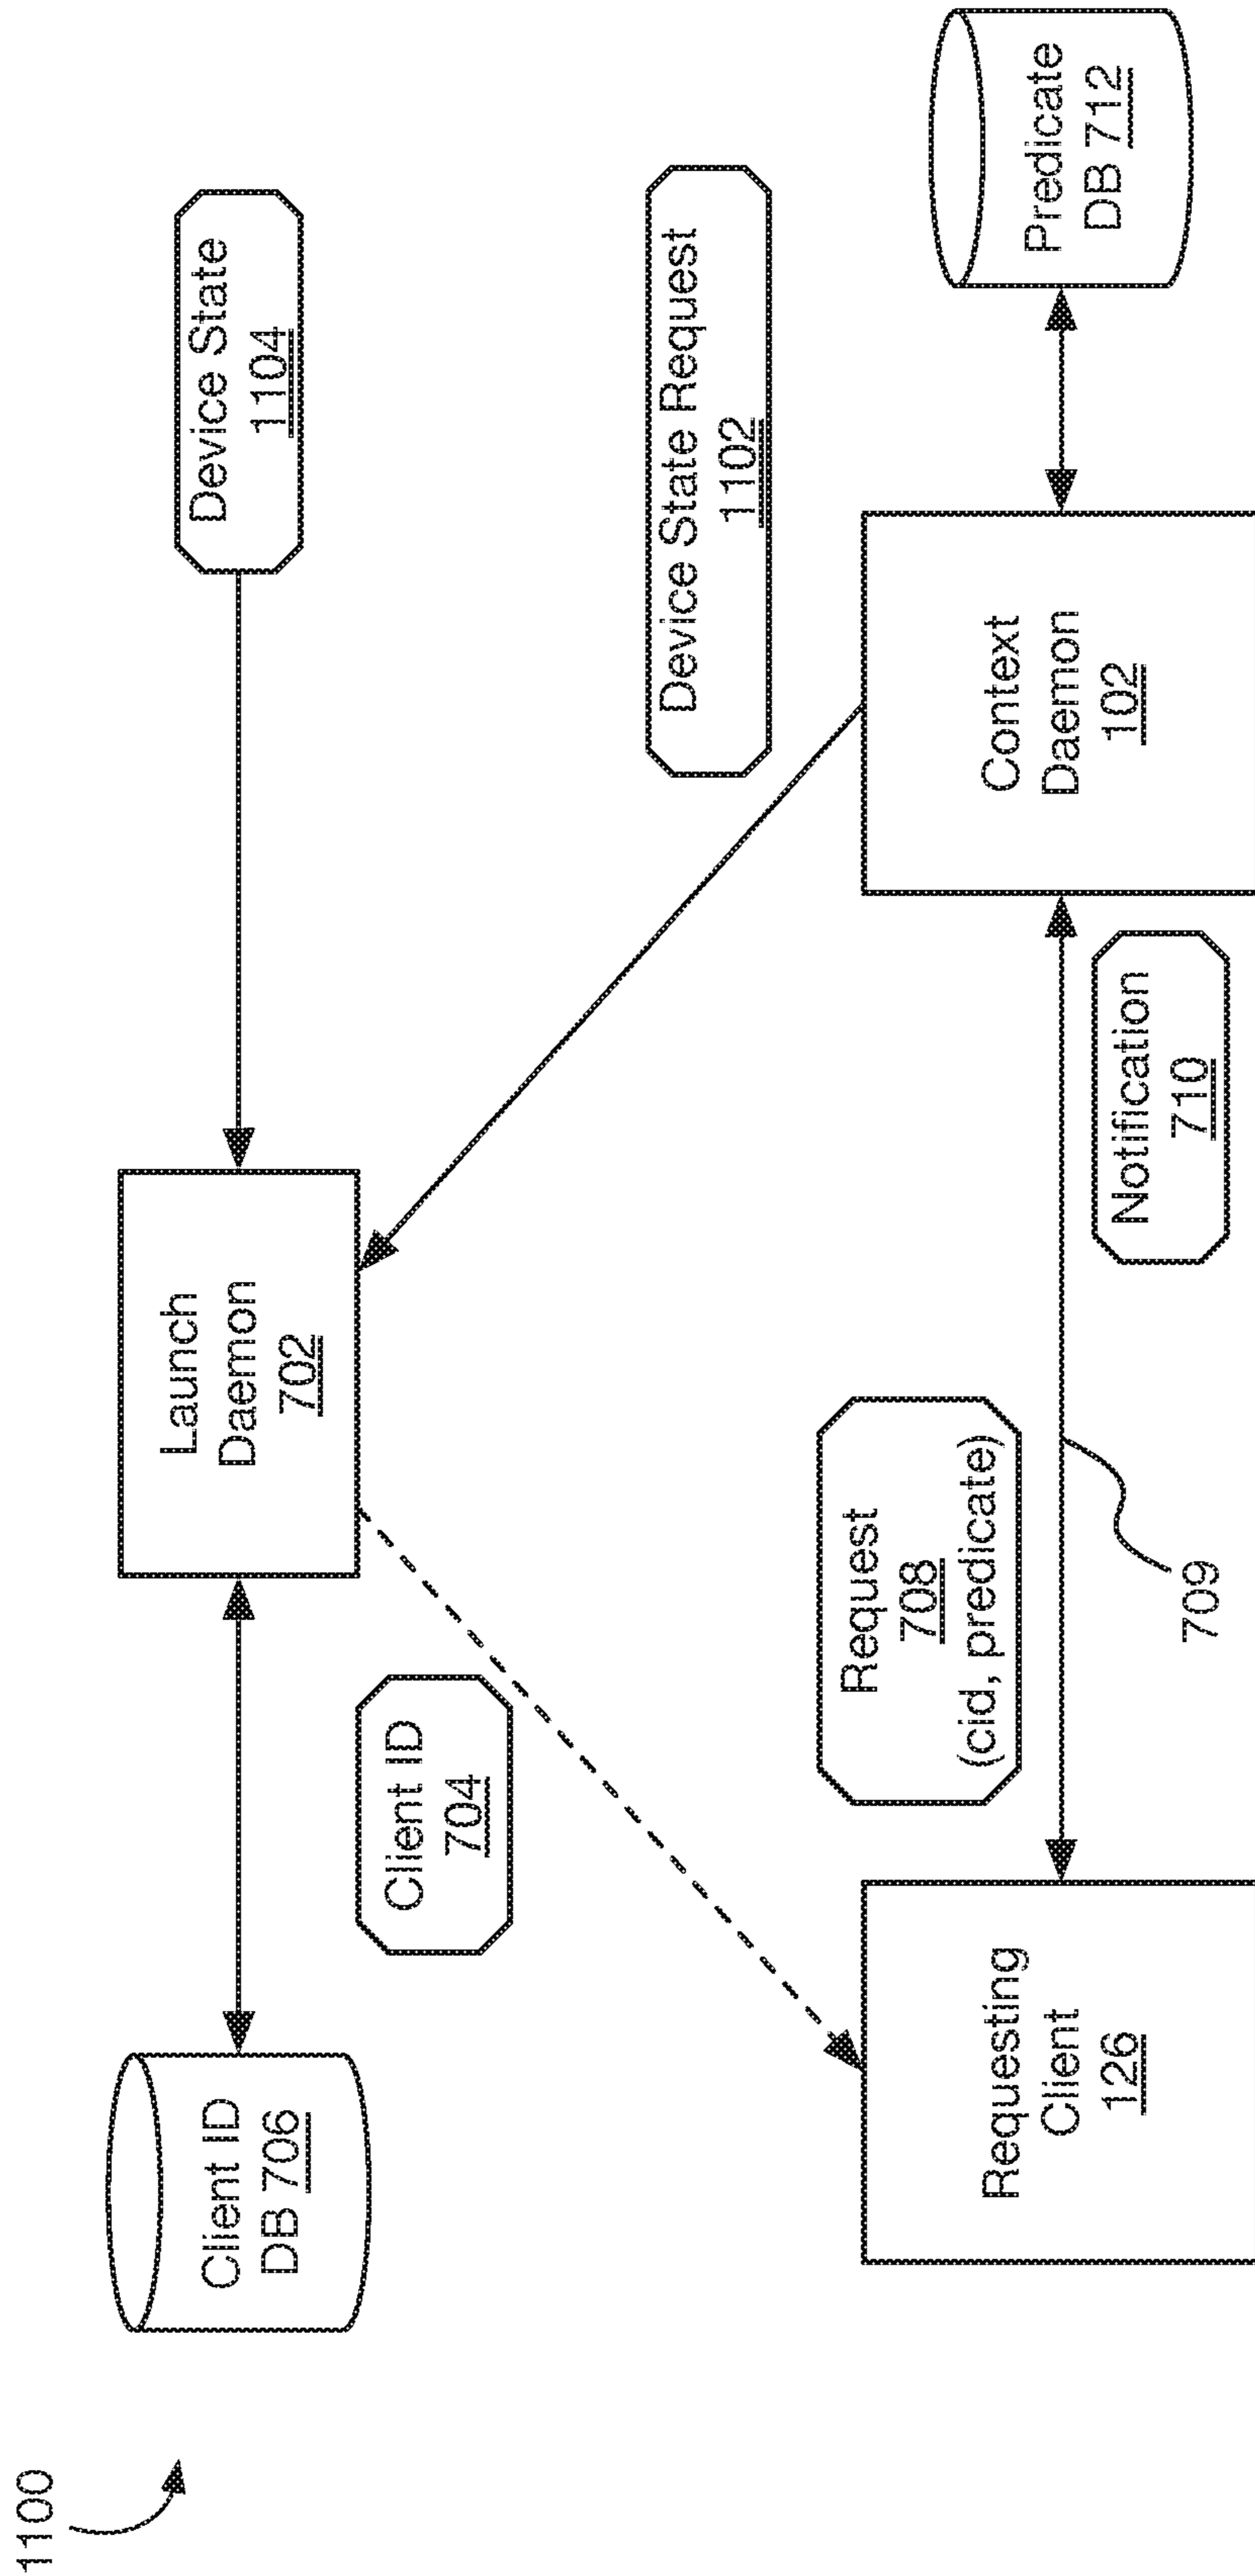 1100
Client ID
DB 706
Launch
Daemon
702
Device State
1104
Client ID
704
Device State Request
1102
Request
708
(cid, predicate)
Requesting
Client
126
709
Notification
710
Context
Daemon
102
Predicate
DB 712